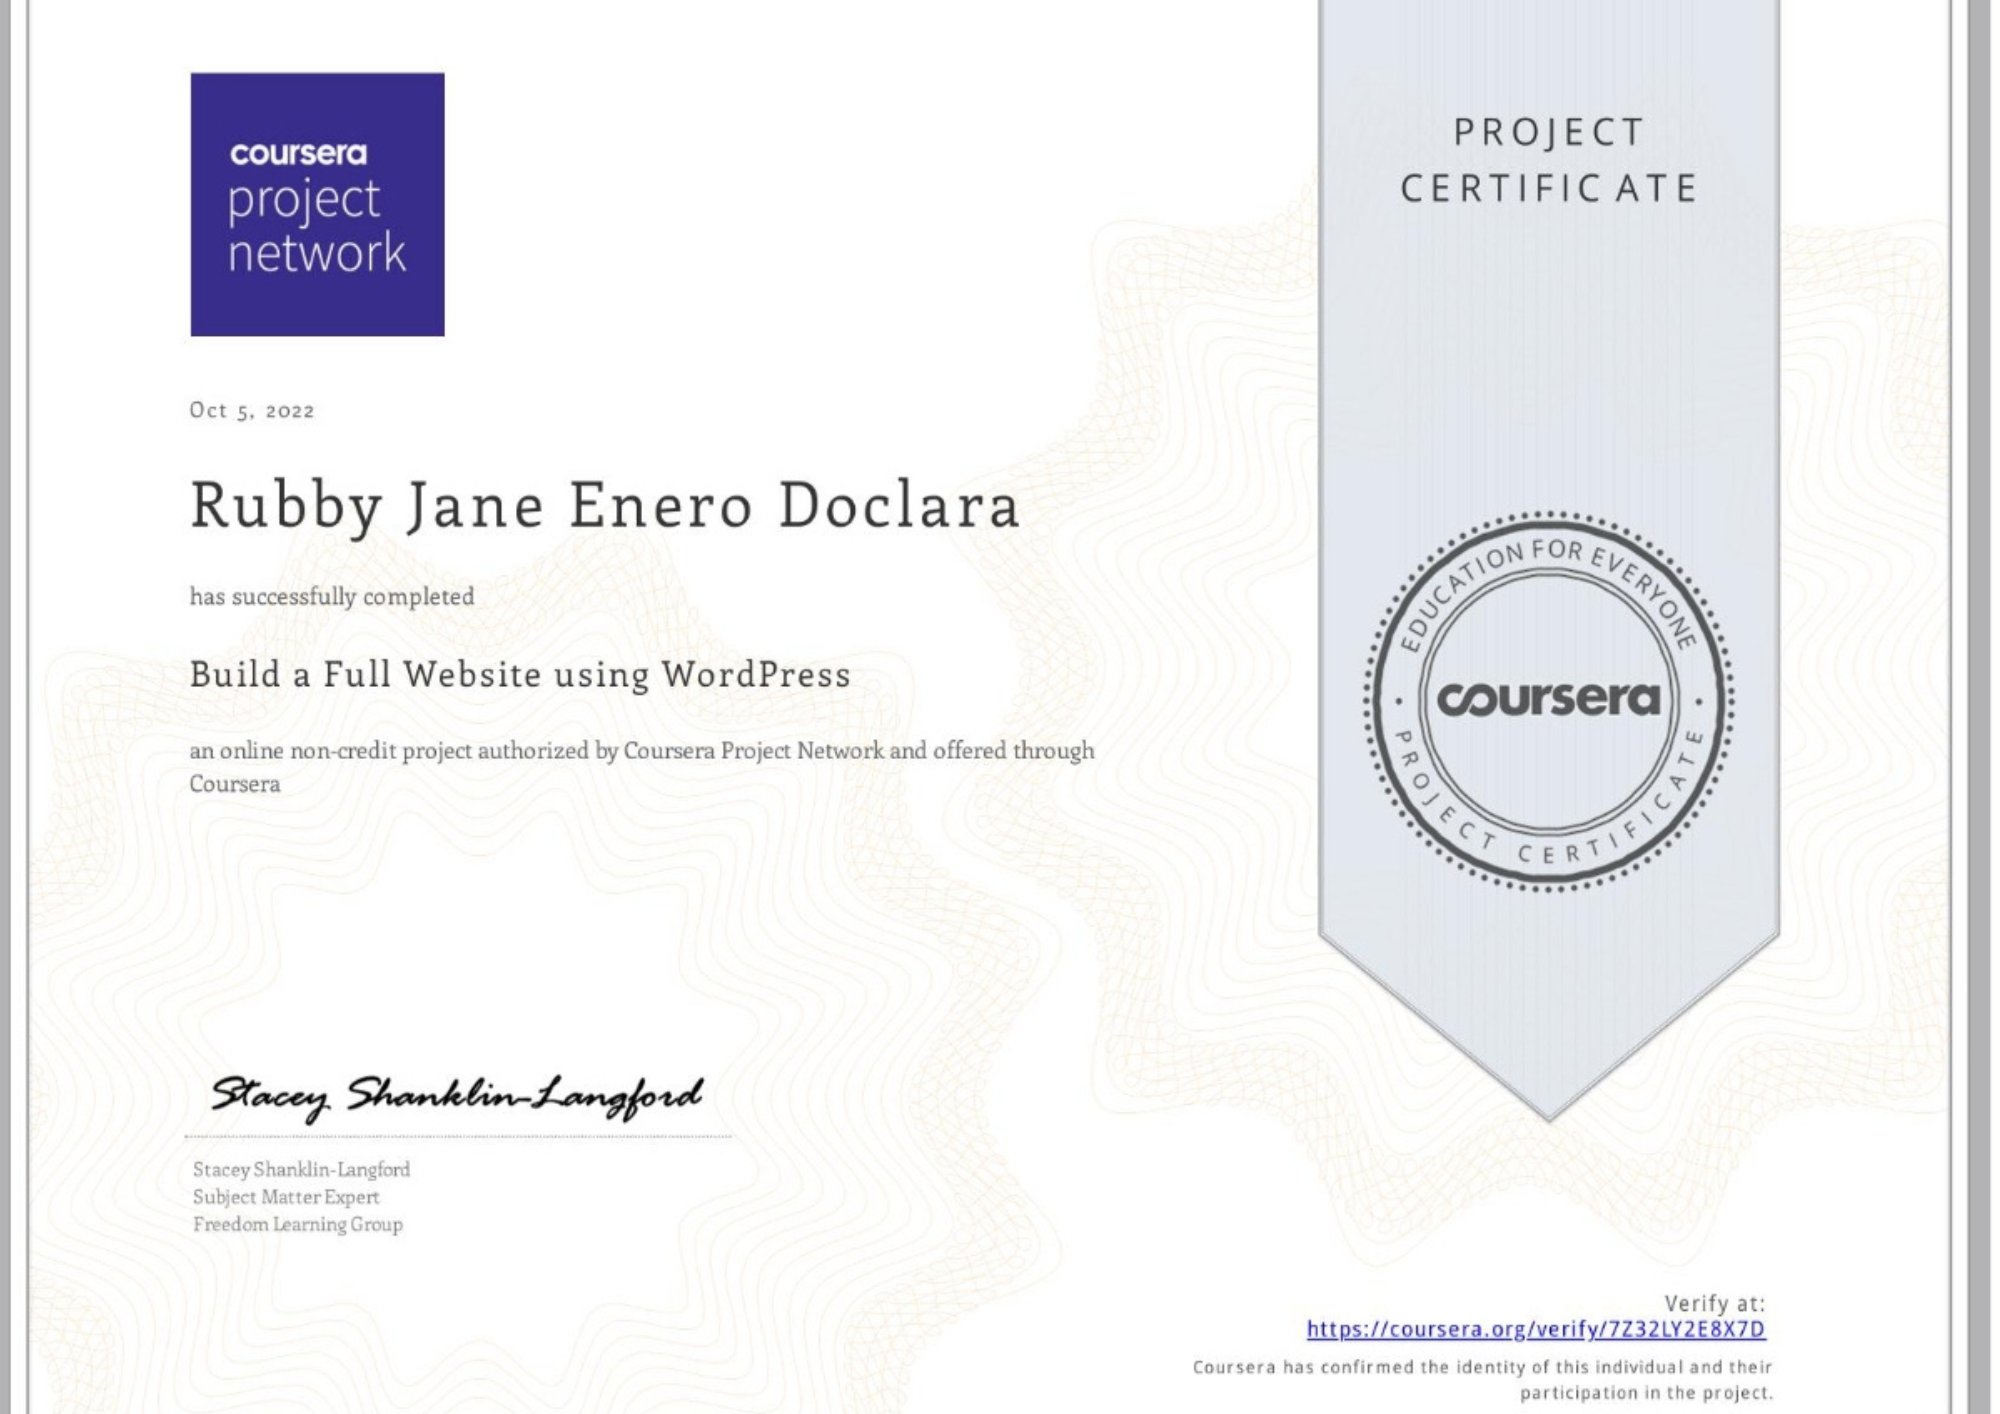 coursera
project
network
PROJECT
CERTIFICATE
Oct 5, 2022
Rubby Jane Enero Doclara
has successfully completed
Build a Full Website using WordPress
an online non-credit project authorized by Coursera Project Network and offered through
Coursera
EDUCATION FOR EVERYONE
coursera
PROJECT CERTIFICATE
Stacey Shanklin-Langford
Stacey Shanklin-Langford
Subject Matter Expert
Freedom Learning Group
Verify at:
https://coursera.org/verify/7Z32LY2E8X7D
Coursera has confirmed the identity of this individual and their
participation in the project.